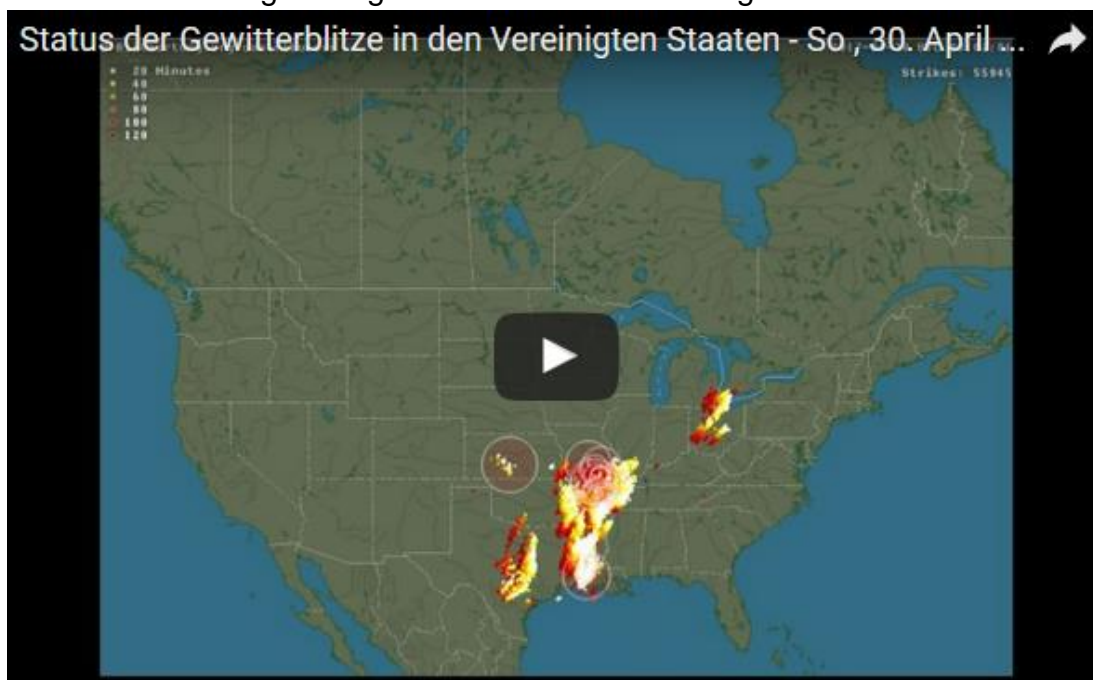 Status der Gewitterblitze in den Vereinigten Staaten - So , 30. April ...
20 Minutes
Strikes: 55945
40
60
80
100
120